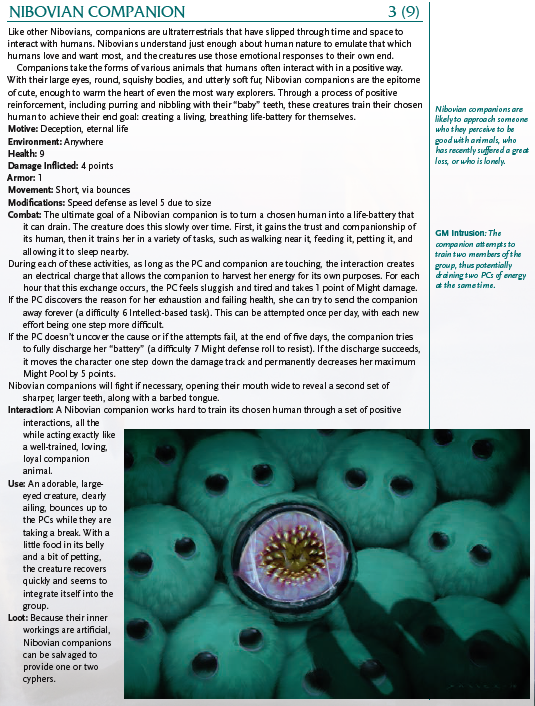 NIBOVIAN COMPANION 3 (9)
Like other Nibovians, companions are ultraterrestrials that have slipped through time and space to
interact with humans. Nibovians understand just enough about human nature to emulate that which
humans love and want most, and the creatures use those emotional responses to their own end.
Companions take the forms of various animals that humans often interact with in a positive way.
With their large eyes, round, squishy bodies, and utterly soft fur, Nibovian companions are the epitome
of cute, enough to warm the heart of even the most wary explorers. Through a process of positive
reinforcement, including purring and nibbling with their "baby" teeth, these creatures train their chosen
human to achieve their end goal: creating a living, breathing life-battery for themselves.
Motive: Deception, eternal life
Environment: Anywhere
Health: 9
Damage Inflicted: 4 points
Armor: 1
Movement: Short, via bounces
Modifications: Speed defense as level 5 due to size
Combat: The ultimate goal of a Nibovian companion is to turn a chosen human into a life-battery that
it can drain. The creature does this slowly over time. First, it gains the trust and companionship of
its human, then it trains her in a variety of tasks, such as walking near it, feeding it, petting it, and
allowing it to sleep nearby.
During each of these activities, as long as the PC and companion are touching, the interaction creates
an electrical charge that allows the companion to harvest her energy for its own purposes. For each
hour that this exchange occurs, the PC feels sluggish and tired and takes 1 point of Might damage.
If the PC discovers the reason for her exhaustion and failing health, she can try to send the companion
away forever (a difficulty 6 Intellect-based task). This can be attempted once per day, with each new
effort being one step more difficult.
If the PC doesn't uncover the cause or if the attempts fail, at the end of five days, the companion tries
to fully discharge her "battery" (a difficulty 7 Might defense roll to resist). If the discharge succeeds,
it moves the character one step down the damage track and permanently decreases her maximum
Might Pool by 5 points.
Nibovian companions will fight if necessary, opening their mouth wide to reveal a second set of
sharper, larger teeth, along with a barbed tongue.
Interaction: A Nibovian companion works hard to train its chosen human through a set of positive
interactions, all the
while acting exactly like
a well-trained, loving,
loyal companion
animal.
Use: An adorable, large-
eyed creature, clearly
ailing, bounces up to
the PCs while they are
taking a break. With a
little food in its belly
and a bit of petting,
the creature recovers
quickly and seems to
integrate itself into the
group.
Loot: Because their inner
workings are artificial,
Nibovian companions
can be salvaged to
provide one or two
cyphers.
Nibovian companions are
likely to approach someone
who they perceive to be
good with animals, who
has recently suffered a great
loss, or who is lonely.
GM Intrusion: The
companion attempts to
train two members of the
group, thus potentially
draining two PCs of energy
at the same time.